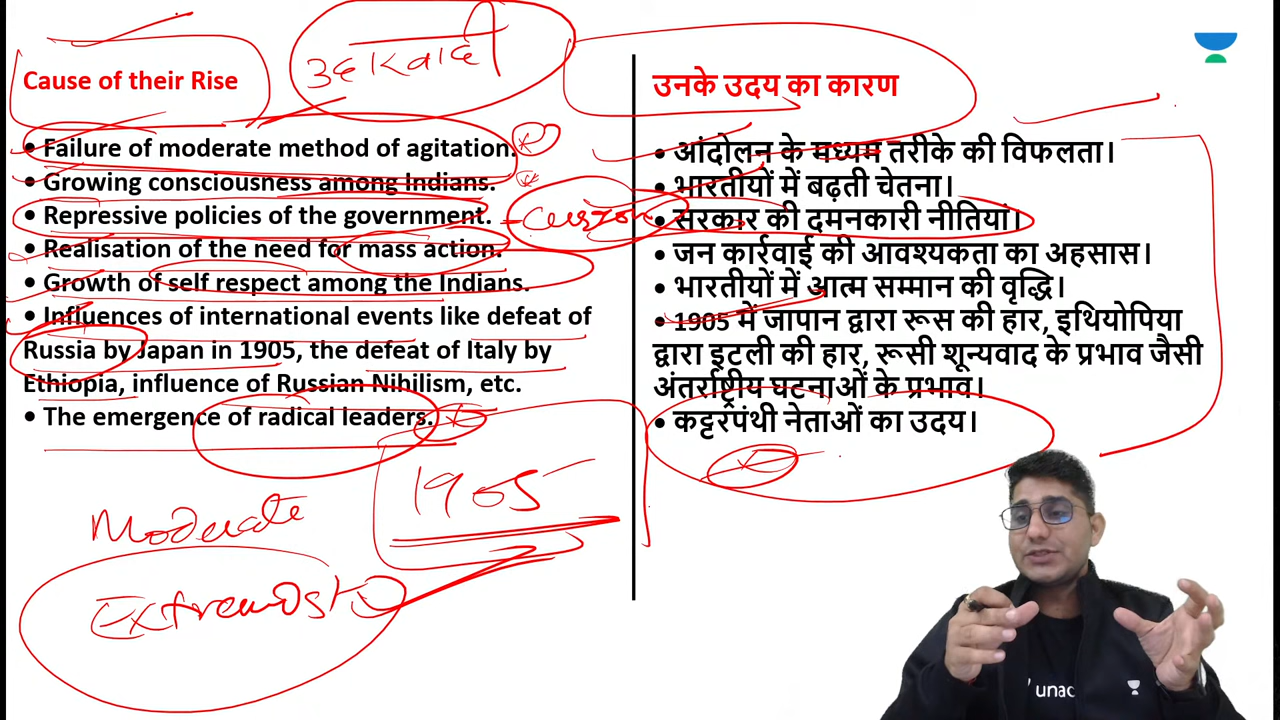 Cause of their Rise
• Failure of moderate method of agitation.
• Growing consciousness among Indians.
• Repressive policies of the government.
• Realisation of the need for mass action.
• Growth of self respect among the Indians.
• Influences of international events like defeat of
Russia by Japan in 1905, the defeat of Italy by
Ethiopia, influence of Russian Nihilism, etc.
• The emergence of radical leaders.
- Curzon
1905
Moderate
Extremist
उनके उदय का कारण
• आंदोलन के मध्यम तरीके की विफलता।
• भारतीयों में बढ़ती चेतना।
• सरकार की दमनकारी नीतियां।
• जन कार्रवाई की आवश्यकता का अहसास।
• भारतीयों में आत्म सम्मान की वृद्धि।
• 1905 में जापान द्वारा रूस की हार, इथियोपिया
द्वारा इटली की हार, रूसी शून्यवाद के प्रभाव जैसी
अंतर्राष्ट्रीय घटनाओं के प्रभाव।
• कट्टरपंथी नेताओं का उदय।
unac